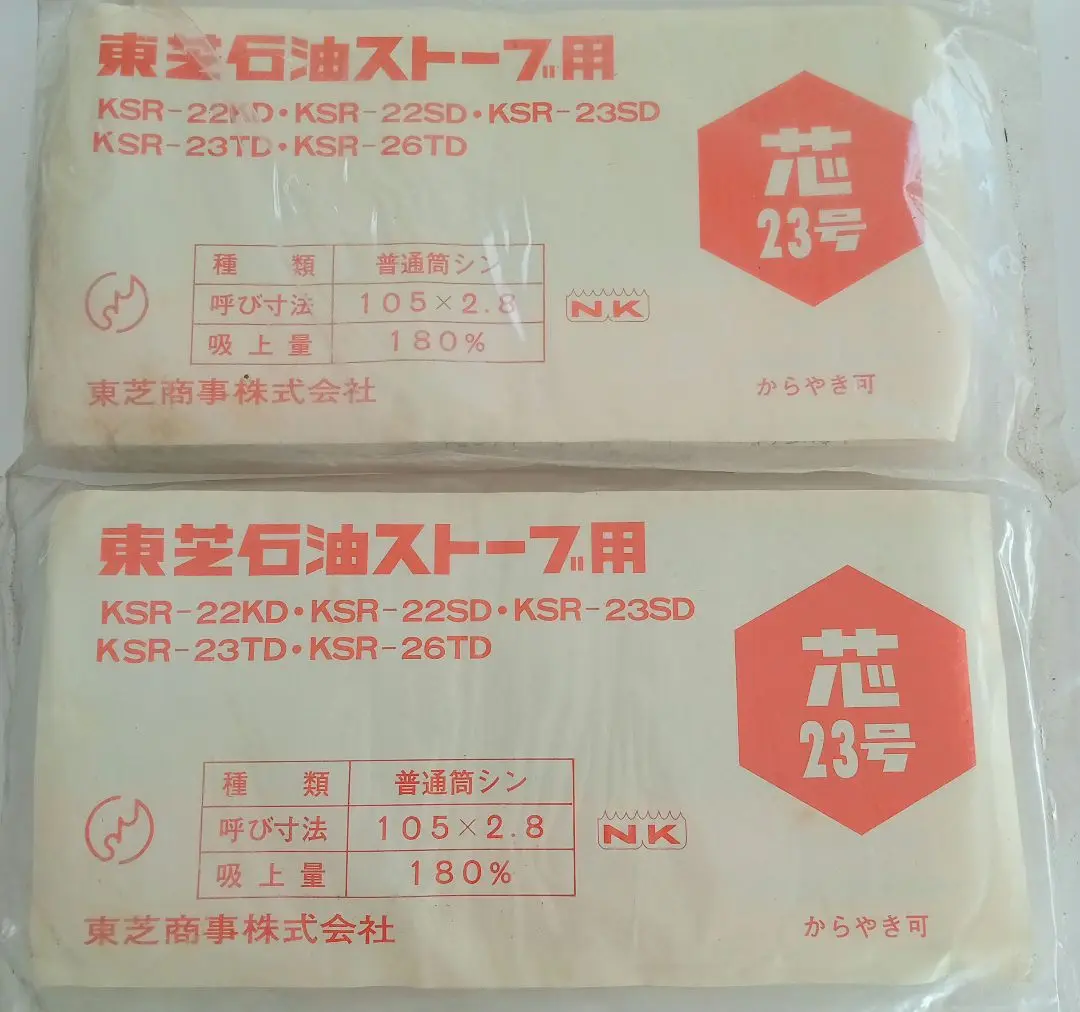 東芝石油ストーブ用
KSR-22KD・KSR-22SD・KSR-23SD
KSR-23TD・KSR-26TD
芯
23号
種　類　普通筒シン
呼び寸法　105×2.8
吸上量　180%
NK
東芝商事株式会社
からやき可
東芝石油ストーブ用
KSR-22KD・KSR-22SD・KSR-23SD
KSR-23TD・KSR-26TD
芯
23号
種　類　普通筒シン
呼び寸法　105×2.8
吸上量　180%
NK
東芝商事株式会社
からやき可